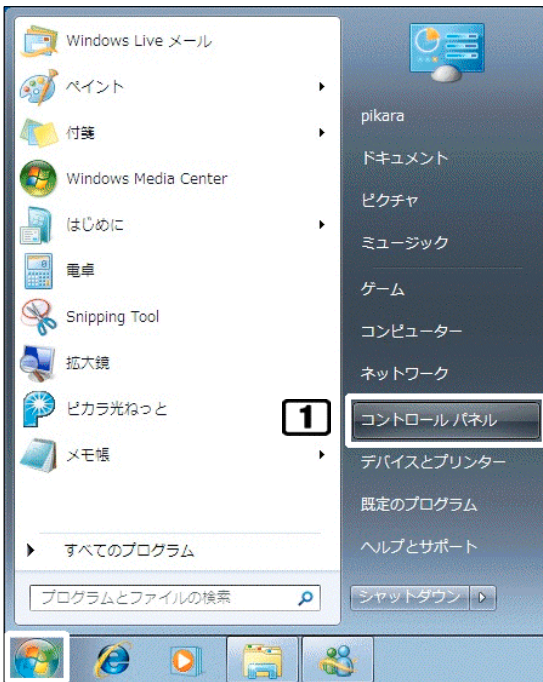 Windows Live メール
ペイント
付箋
Windows Media Center
はじめに
電卓
Snipping Tool
拡大鏡
ピカラ光ねっと
メモ帳
すべてのプログラム
プログラムとファイルの検索
pikara
ドキュメント
ピクチャ
ミュージック
ゲーム
コンピューター
ネットワーク
1
コントロール パネル
デバイスとプリンター
既定のプログラム
ヘルプとサポート
シャットダウン